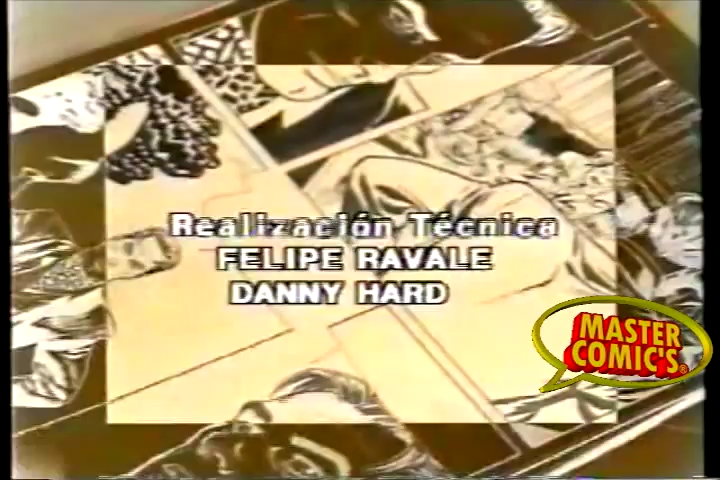 Realización Técnica
FELIPE RAVALE
DANNY HARD
MASTER
COMIC'S®